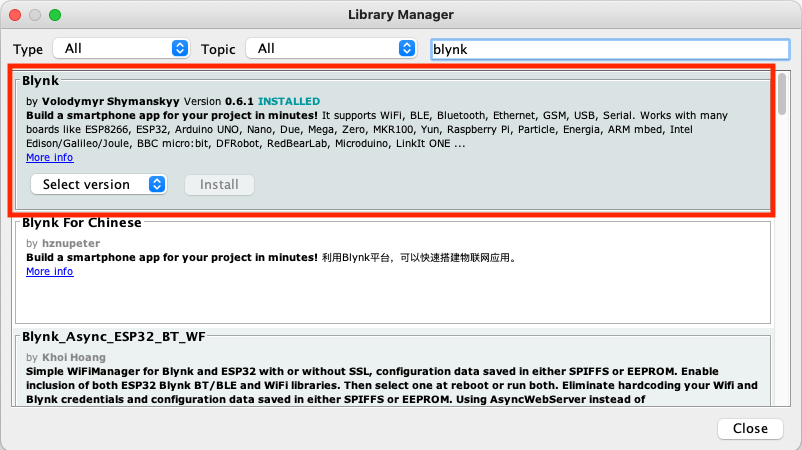 Library Manager
Type All Topic All blynk
Blynk
by Volodymyr Shymanskyy Version 0.6.1 INSTALLED
Build a smartphone app for your project in minutes! It supports WiFi, BLE, Bluetooth, Ethernet, GSM, USB, Serial. Works with many
boards like ESP8266, ESP32, Arduino UNO, Nano, Due, Mega, Zero, MKR100, Yun, Raspberry Pi, Particle, Energia, ARM mbed, Intel
Edison/Galileo/Joule, BBC micro:bit, DFRobot, RedBearLab, Microduino, LinkIt ONE ...
More info
Select version Install
Blynk For Chinese
by hznupeter
Build a smartphone app for your project in minutes! 利用Blynk平台，可以快速搭建物联网应用。
More info
Blynk_Async_ESP32_BT_WF
by Khoi Hoang
Simple WiFiManager for Blynk and ESP32 with or without SSL, configuration data saved in either SPIFFS or EEPROM. Enable
inclusion of both ESP32 Blynk BT/BLE and WiFi libraries. Then select one at reboot or run both. Eliminate hardcoding your Wifi and
Blynk credentials and configuration data saved in either SPIFFS or EEPROM. Using AsyncWebServer instead of
Close